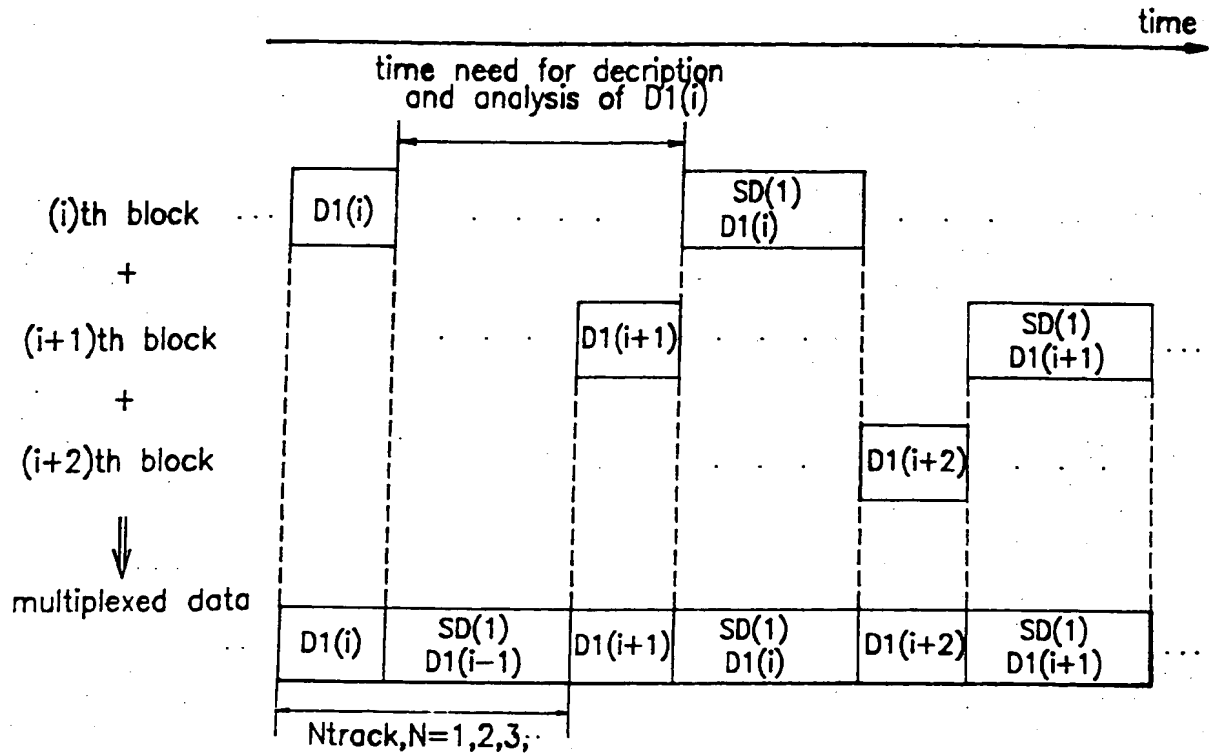 time
time need for decription
and analysis of D1(i)
(i)th block ... D1(i) . . . . SD(1) . . .
D1(i)
+
(i+1)th block . . . D1(i+1) . . . SD(1) ...
D1(i+1)
+
(i+2)th block . . . D1(i+2) . . .
⇓
multiplexed data
... D1(i) SD(1) D1(i+1) SD(1) D1(i+2) SD(1) ...
D1(i-1) D1(i) D1(i+1)
Ntrack,N=1,2,3,..